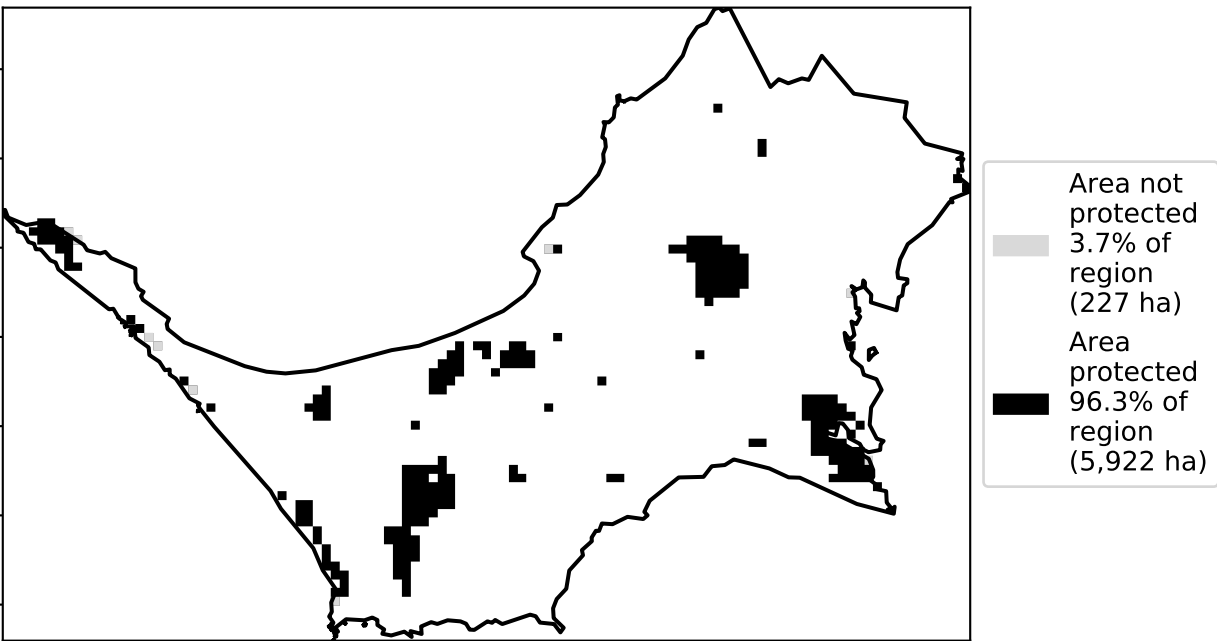 Area not
protected
3.7% of
region
(227 ha)
Area
protected
96.3% of
region
(5,922 ha)